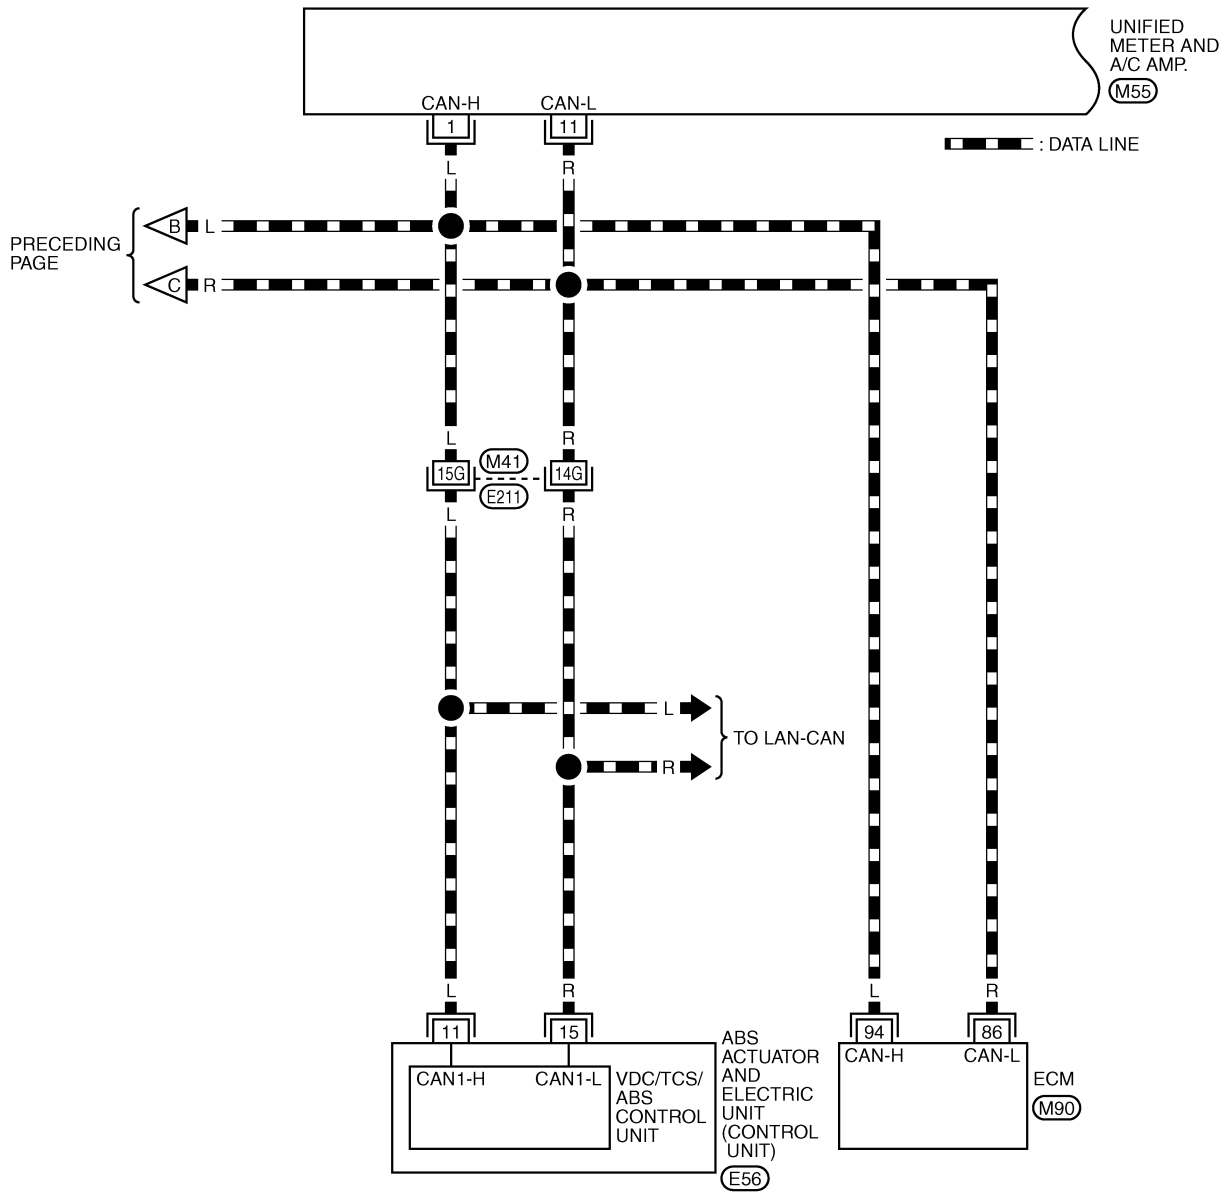 UNIFIED
METER AND
A/C AMP.
M55
CAN-H CAN-L
1 11
: DATA LINE
L R
B L
PRECEDING
PAGE
C R
L R
15G M41 14G
E211
L R
L
TO LAN-CAN
R
L R L R
11 15 94 86
CAN1-H CAN1-L
VDC/TCS/
ABS
CONTROL
UNIT
ABS
ACTUATOR
AND
ELECTRIC
UNIT
(CONTROL
UNIT)
E56
CAN-H CAN-L
ECM
M90